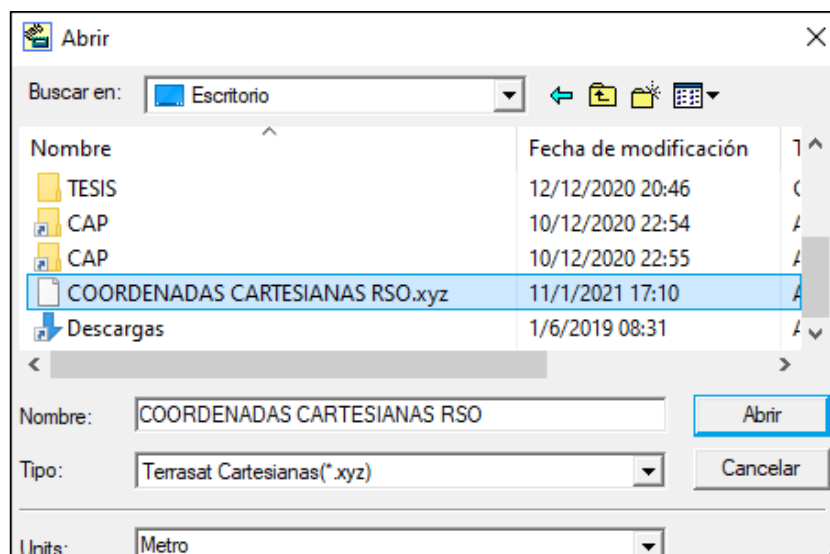 Abrir
Buscar en: Escritorio
Nombre Fecha de modificación
TESIS 12/12/2020 20:46
CAP 10/12/2020 22:54
CAP 10/12/2020 22:55
COORDENADAS CARTESIANAS RSO.xyz 11/1/2021 17:10
Descargas 1/6/2019 08:31
Nombre: COORDENADAS CARTESIANAS RSO Abrir
Tipo: Terrasat Cartesianas(*.xyz) Cancelar
Units: Metro